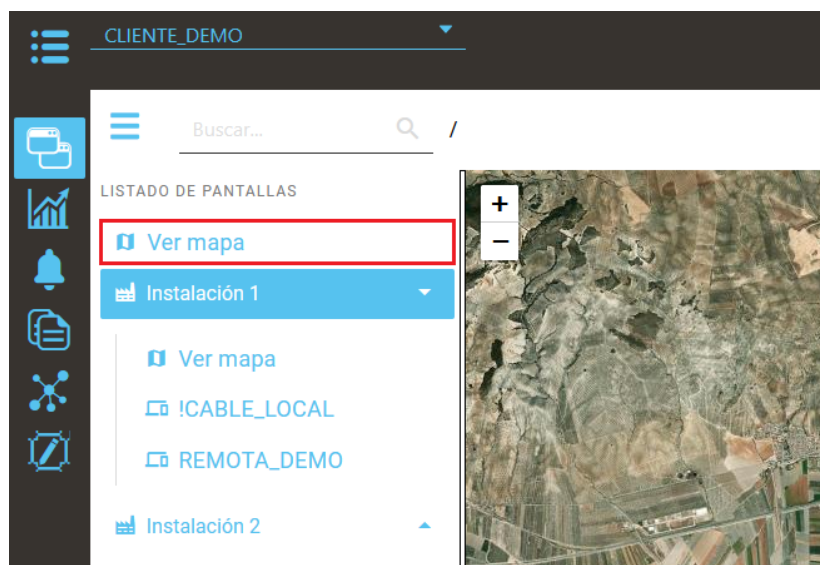 CLIENTE_DEMO
Buscar...
/
LISTADO DE PANTALLAS
Ver mapa
Instalación 1
Ver mapa
!CABLE_LOCAL
REMOTA_DEMO
Instalación 2
+
−